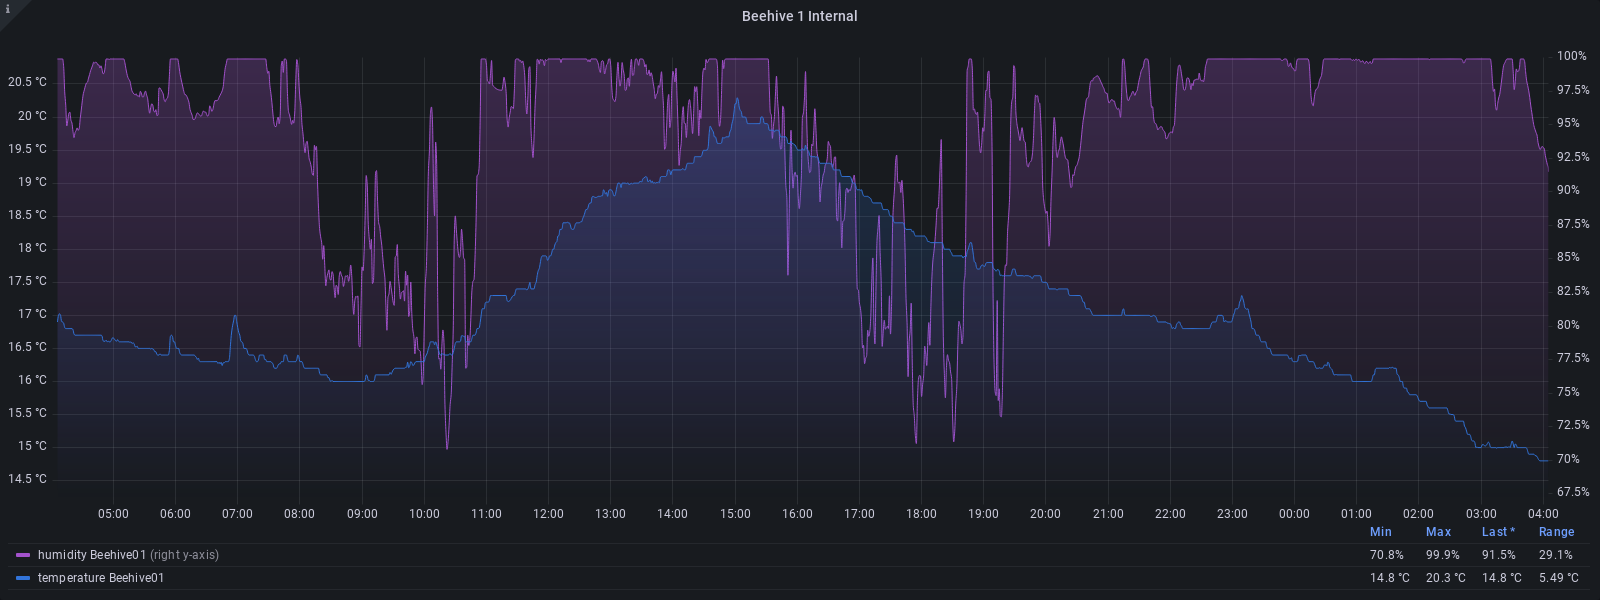 i
Beehive 1 Internal
20.5 °C
20 °C
19.5 °C
19 °C
18.5 °C
18 °C
17.5 °C
17 °C
16.5 °C
16 °C
15.5 °C
15 °C
14.5 °C
100%
97.5%
95%
92.5%
90%
87.5%
85%
82.5%
80%
77.5%
75%
72.5%
70%
67.5%
05:00 06:00 07:00 08:00 09:00 10:00 11:00 12:00 13:00 14:00 15:00 16:00 17:00 18:00 19:00 20:00 21:00 22:00 23:00 00:00 01:00 02:00 03:00 04:00
Min Max Last * Range
humidity Beehive01 (right y-axis) 70.8% 99.9% 91.5% 29.1%
temperature Beehive01 14.8 °C 20.3 °C 14.8 °C 5.49 °C